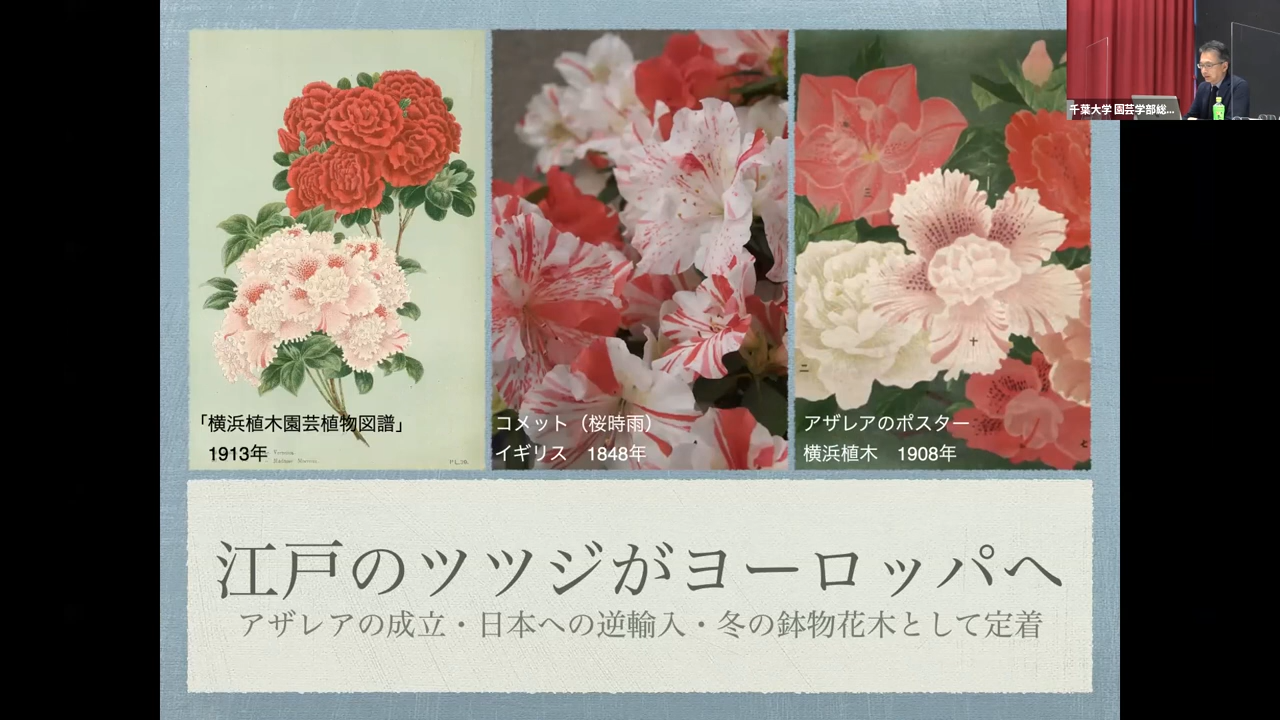 「横浜植木園芸植物図譜」
1913年
コメット（桜時雨）
イギリス　1848年
アザレアのポスター
横浜植木　1908年
千葉大学 園芸学部総...
江戸のツツジがヨーロッパへ
アザレアの成立・日本への逆輸入・冬の鉢物花木として定着